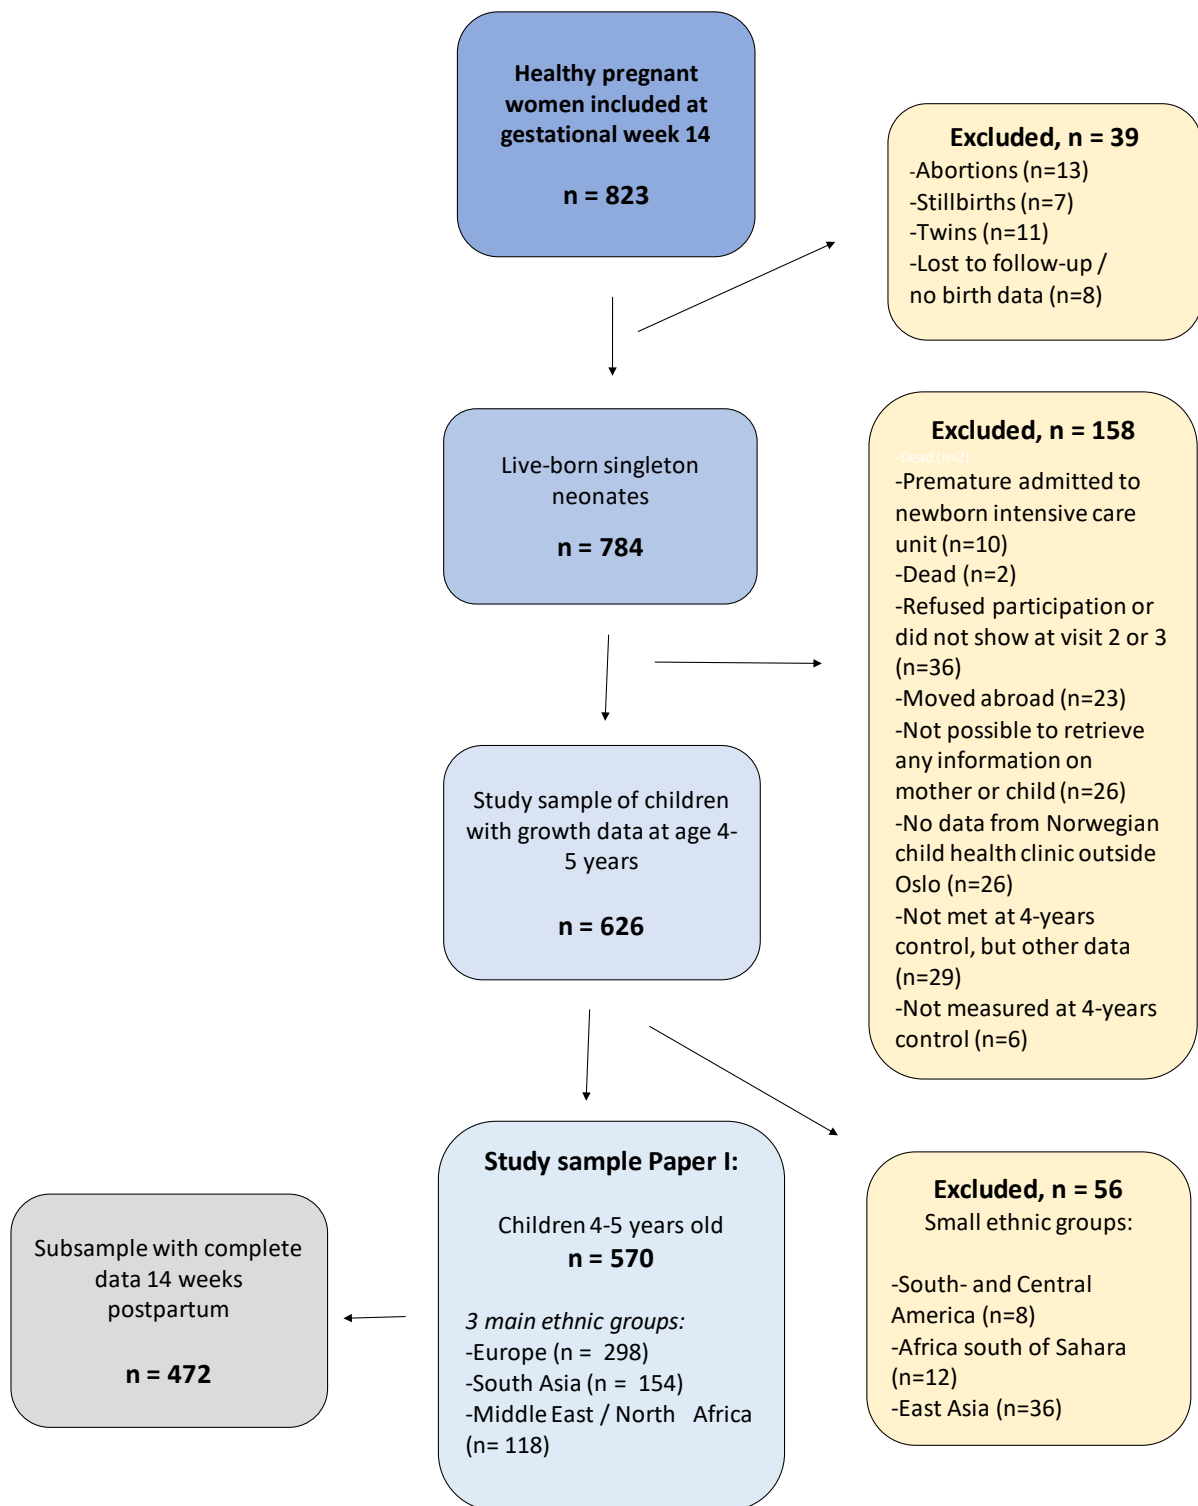 Healthy pregnant
women included at
gestational week 14
n = 823
Excluded, n = 39
-Abortions (n=13)
-Stillbirths (n=7)
-Twins (n=11)
-Lost to follow-up /
no birth data (n=8)
Live-born singleton
neonates
n = 784
Excluded, n = 158
-Dead (n=2)
-Premature admitted to
newborn intensive care
unit (n=10)
-Dead (n=2)
-Refused participation or
did not show at visit 2 or 3
(n=36)
-Moved abroad (n=23)
-Not possible to retrieve
any information on
mother or child (n=26)
-No data from Norwegian
child health clinic outside
Oslo (n=26)
-Not met at 4-years
control, but other data
(n=29)
-Not measured at 4-years
control (n=6)
Study sample of children
with growth data at age 4-
5 years
n = 626
Study sample Paper I:
Children 4-5 years old
n = 570
3 main ethnic groups:
-Europe (n = 298)
-South Asia (n = 154)
-Middle East / North Africa
(n= 118)
Excluded, n = 56
Small ethnic groups:
-South- and Central
America (n=8)
-Africa south of Sahara
(n=12)
-East Asia (n=36)
Subsample with complete
data 14 weeks
postpartum
n = 472